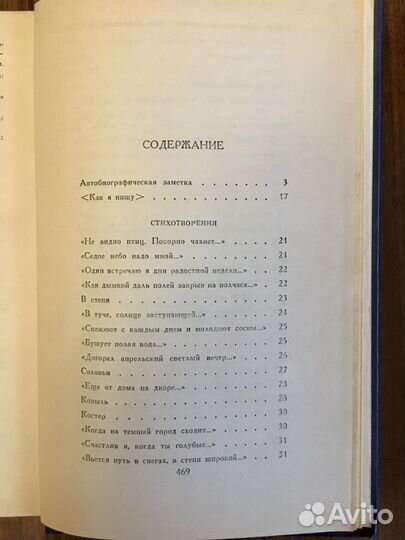 СОДЕРЖАНИЕ
Автобиографическая заметка . . . . . . . . 3
<Как я пишу> . . . . . . . . . . . . 17
СТИХОТВОРЕНИЯ
«Не видно птиц. Покорно чахнет...» . . . . . 21
«Седое небо надо мной...» . . . . . . . . 21
«Один встречаю я дни радостной недели...» . . 22
«Как дымкой даль полей закрыв на полчаса...» . 22
В степи . . . . . . . . . . . . . . 23
«В туче, солнце заступающей...» . . . . . . 24
«Свежеют с каждым днем и молодеют сосны...» . 25
«Бушует полая вода...» . . . . . . . . . 25
«Догорел апрельский светлый вечер...» . . . . 26
Соловьи . . . . . . . . . . . . . . 27
«Еще от дома на дворе...» . . . . . . . . 28
Ковыль . . . . . . . . . . . . . . 28
Костер . . . . . . . . . . . . . . 30
«Когда на темный город сходит...» . . . . . 30
«Счастлив я, когда ты голубые...» . . . . . 31
«Вьется путь в снегах, в степи широкой...» . . 31
469
Avito